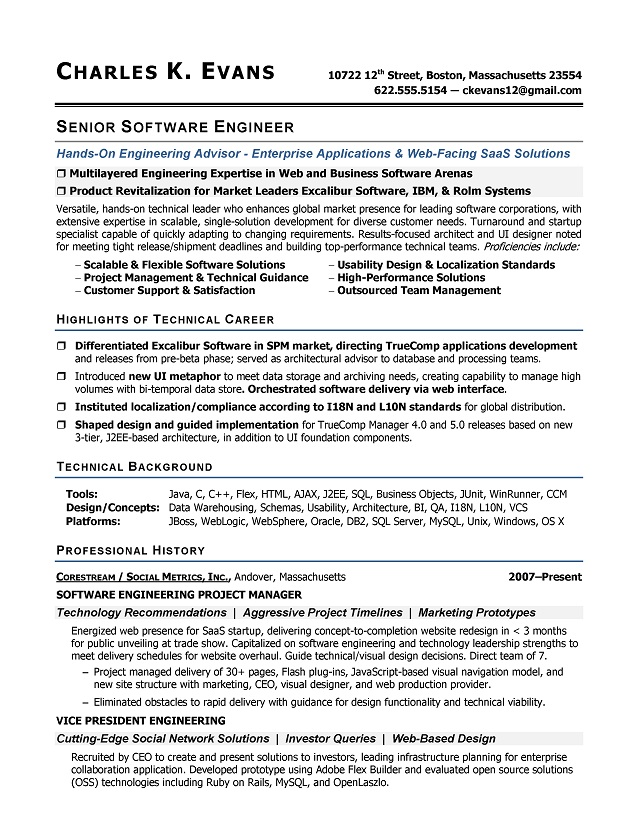 CHARLES K. EVANS
10722 12th Street, Boston, Massachusetts 23554
622.555.5154 — ckevans12@gmail.com
SENIOR SOFTWARE ENGINEER
Hands-On Engineering Advisor - Enterprise Applications & Web-Facing SaaS Solutions
❐ Multilayered Engineering Expertise in Web and Business Software Arenas
❐ Product Revitalization for Market Leaders Excalibur Software, IBM, & Rolm Systems
Versatile, hands-on technical leader who enhances global market presence for leading software corporations, with
extensive expertise in scalable, single-solution development for diverse customer needs. Turnaround and startup
specialist capable of quickly adapting to changing requirements. Results-focused architect and UI designer noted
for meeting tight release/shipment deadlines and building top-performance technical teams. Proficiencies include:
– Scalable & Flexible Software Solutions
– Project Management & Technical Guidance
– Customer Support & Satisfaction
– Usability Design & Localization Standards
– High-Performance Solutions
– Outsourced Team Management
HIGHLIGHTS OF TECHNICAL CAREER
❐ Differentiated Excalibur Software in SPM market, directing TrueComp applications development
and releases from pre-beta phase; served as architectural advisor to database and processing teams.
❐ Introduced new UI metaphor to meet data storage and archiving needs, creating capability to manage high
volumes with bi-temporal data store. Orchestrated software delivery via web interface.
❐ Instituted localization/compliance according to I18N and L10N standards for global distribution.
❐ Shaped design and guided implementation for TrueComp Manager 4.0 and 5.0 releases based on new
3-tier, J2EE-based architecture, in addition to UI foundation components.
TECHNICAL BACKGROUND
Tools: Java, C, C++, Flex, HTML, AJAX, J2EE, SQL, Business Objects, JUnit, WinRunner, CCM
Design/Concepts: Data Warehousing, Schemas, Usability, Architecture, BI, QA, I18N, L10N, VCS
Platforms: JBoss, WebLogic, WebSphere, Oracle, DB2, SQL Server, MySQL, Unix, Windows, OS X
PROFESSIONAL HISTORY
CORESTREAM / SOCIAL METRICS, INC., Andover, Massachusetts 2007–Present
SOFTWARE ENGINEERING PROJECT MANAGER
Technology Recommendations | Aggressive Project Timelines | Marketing Prototypes
Energized web presence for SaaS startup, delivering concept-to-completion website redesign in < 3 months
for public unveiling at trade show. Capitalized on software engineering and technology leadership strengths to
meet delivery schedules for website overhaul. Guide technical/visual design decisions. Direct team of 7.
– Project managed delivery of 30+ pages, Flash plug-ins, JavaScript-based visual navigation model, and
new site structure with marketing, CEO, visual designer, and web production provider.
– Eliminated obstacles to rapid delivery with guidance for design functionality and technical viability.
VICE PRESIDENT ENGINEERING
Cutting-Edge Social Network Solutions | Investor Queries | Web-Based Design
Recruited by CEO to create and present solutions to investors, leading infrastructure planning for enterprise
collaboration application. Developed prototype using Adobe Flex Builder and evaluated open source solutions
(OSS) technologies including Ruby on Rails, MySQL, and OpenLaszlo.